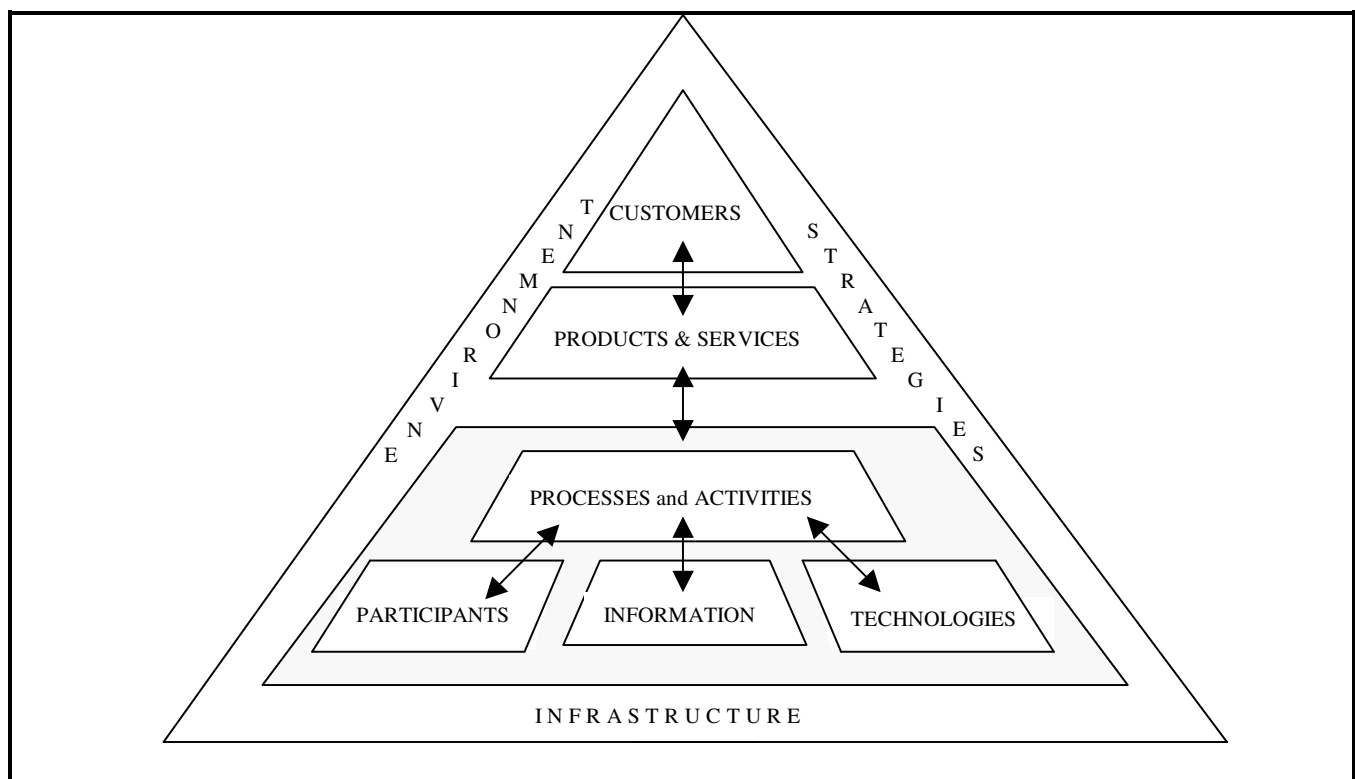 CUSTOMERS
ENVIRONMENT
STRATEGIES
PRODUCTS & SERVICES
PROCESSES and ACTIVITIES
PARTICIPANTS
INFORMATION
TECHNOLOGIES
INFRASTRUCTURE